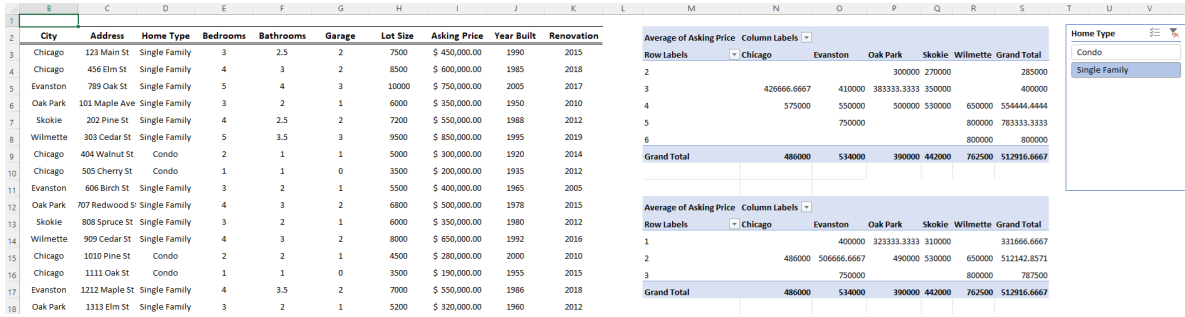 B C D E F G H I J K L M N O P Q R S T U V
1
2 City Address Home Type Bedrooms Bathrooms Garage Lot Size Asking Price Year Built Renovation
3 Chicago 123 Main St Single Family 3 2.5 2 7500 $ 450,000.00 1990 2015
4 Chicago 456 Elm St Single Family 4 3 2 8500 $ 600,000.00 1985 2018
5 Evanston 789 Oak St Single Family 5 4 3 10000 $ 750,000.00 2005 2017
6 Oak Park 101 Maple Ave Single Family 3 2 1 6000 $ 350,000.00 1950 2010
7 Skokie 202 Pine St Single Family 4 2.5 2 7200 $ 550,000.00 1988 2012
8 Wilmette 303 Cedar St Single Family 5 3.5 3 9500 $ 850,000.00 1995 2019
9 Chicago 404 Walnut St Condo 2 1 1 5000 $ 300,000.00 1920 2014
10 Chicago 505 Cherry St Condo 1 1 0 3500 $ 200,000.00 1935 2012
11 Evanston 606 Birch St Single Family 3 2 1 5500 $ 400,000.00 1965 2005
12 Oak Park 707 Redwood St Single Family 4 3 2 6800 $ 500,000.00 1978 2015
13 Skokie 808 Spruce St Single Family 3 2 1 6000 $ 350,000.00 1980 2012
14 Wilmette 909 Cedar St Single Family 4 3 2 8000 $ 650,000.00 1992 2016
15 Chicago 1010 Pine St Condo 2 2 1 4500 $ 280,000.00 2000 2010
16 Chicago 1111 Oak St Condo 1 1 0 3500 $ 190,000.00 1955 2015
17 Evanston 1212 Maple St Single Family 4 3.5 2 7000 $ 550,000.00 1986 2018
18 Oak Park 1313 Elm St Single Family 3 2 1 5200 $ 320,000.00 1960 2012
Average of Asking Price Column Labels
Row Labels Chicago Evanston Oak Park Skokie Wilmette Grand Total
2 300000 270000 285000
3 426666.6667 410000 383333.3333 350000 400000
4 575000 550000 500000 530000 650000 554444.4444
5 750000 800000 783333.3333
6 800000 800000
Grand Total 486000 534000 390000 442000 762500 512916.6667
Average of Asking Price Column Labels
Row Labels Chicago Evanston Oak Park Skokie Wilmette Grand Total
1 400000 323333.3333 310000 331666.6667
2 486000 506666.6667 490000 530000 650000 512142.8571
3 750000 800000 787500
Grand Total 486000 534000 390000 442000 762500 512916.6667
Home Type
Condo
Single Family